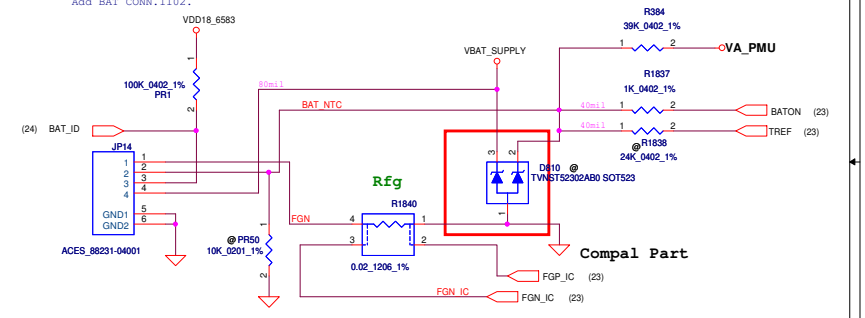 Add BAT CONN.1102.
VDD18_6583
R384
39K_0402_1%
1 2
VA_PMU
VBAT_SUPPLY
1
100K_0402_1%
PR1
2
80mil
R1837
1K_0402_1%
BAT_NTC
40mil 1 2
BATON (23)
(24) BAT_ID
40mil 1 2
TREF (23)
@ R1838
24K_0402_1%
JP14
1 1
2 2
3 3
4 4
GND1 5
GND2 6
ACES_88231-04001
3 2
D810 @
TVNST52302AB0 SOT523
1
Rfg
R1840
FGN 4 1
3 2
0.02_1206_1%
1
@ PR50
10K_0201_1%
2
Compal Part
FGP_IC (23)
FGN_IC
FGN_IC (23)